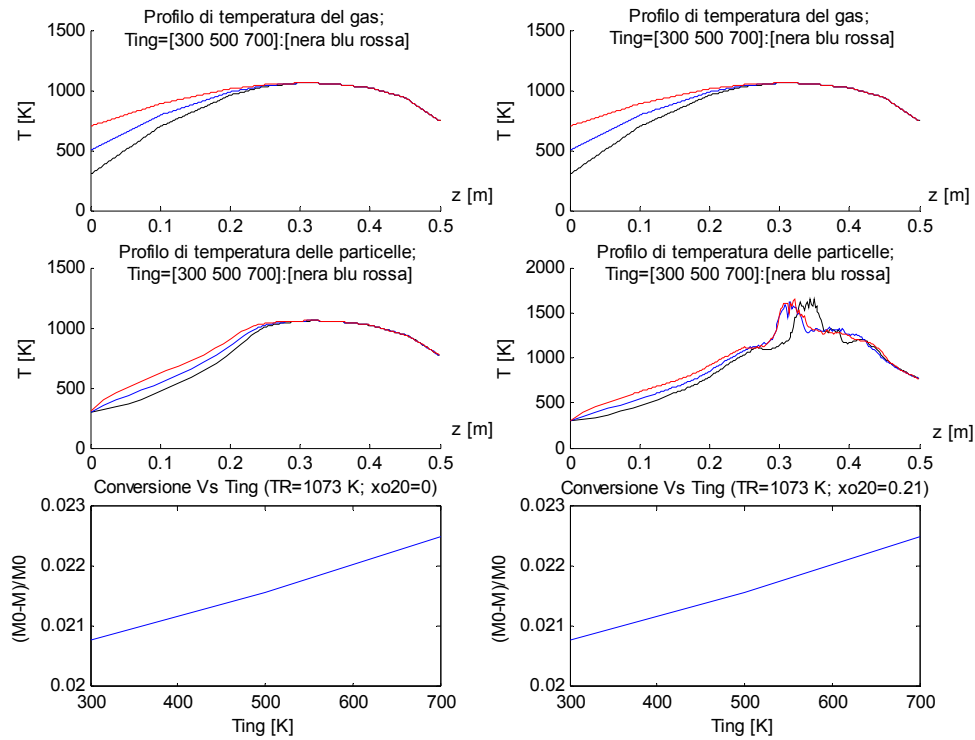 Profilo di temperatura del gas;
Ting=[300 500 700]:[nera blu rossa]
1500
1000
500
0
T [K]
z [m]
0 0.1 0.2 0.3 0.4 0.5
Profilo di temperatura del gas;
Ting=[300 500 700]:[nera blu rossa]
1500
1000
500
0
T [K]
z [m]
0 0.1 0.2 0.3 0.4 0.5
Profilo di temperatura delle particelle;
Ting=[300 500 700]:[nera blu rossa]
1500
1000
500
0
T [K]
z [m]
0 0.1 0.2 0.3 0.4 0.5
Profilo di temperatura delle particelle;
Ting=[300 500 700]:[nera blu rossa]
2000
1500
1000
500
0
T [K]
z [m]
0 0.1 0.2 0.3 0.4 0.5
Conversione Vs Ting (TR=1073 K; xo20=0)
0.023
0.022
0.021
0.02
(M0-M)/M0
300 400 500 600 700
Ting [K]
Conversione Vs Ting (TR=1073 K; xo20=0.21)
0.023
0.022
0.021
0.02
(M0-M)/M0
300 400 500 600 700
Ting [K]